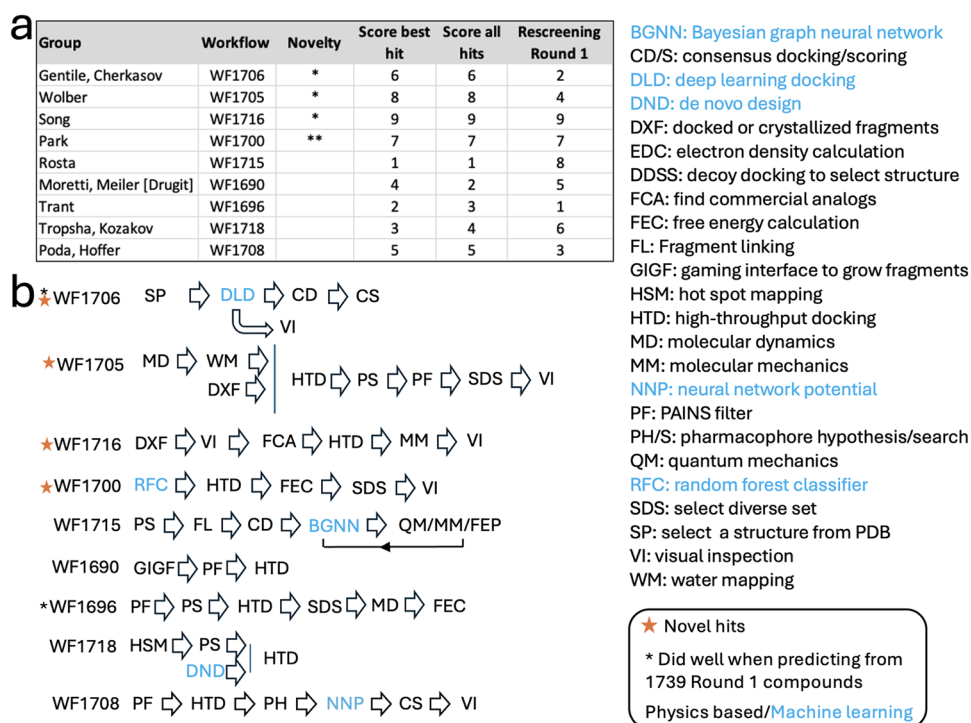 a
Group Workflow Novelty Score best hit Score all hits Rescreening Round 1
Gentile, Cherkasov WF1706 * 6 6 2
Wolber WF1705 * 8 8 4
Song WF1716 * 9 9 9
Park WF1700 ** 7 7 7
Rosta WF1715 1 1 8
Moretti, Meiler [Drugit] WF1690 4 2 5
Trant WF1696 2 3 1
Tropsha, Kozakov WF1718 3 4 6
Poda, Hoffer WF1708 5 5 3
b
* WF1706 SP DLD CD CS
VI
WF1705 MD WM
DXF
HTD PS PF SDS VI
WF1716 DXF VI FCA HTD MM VI
WF1700 RFC HTD FEC SDS VI
WF1715 PS FL CD BGNN QM/MM/FEP
WF1690 GIGF PF HTD
*WF1696 PF PS HTD SDS MD FEC
WF1718 HSM PS
DND
HTD
WF1708 PF HTD PH NNP CS VI
BGNN: Bayesian graph neural network
CD/S: consensus docking/scoring
DLD: deep learning docking
DND: de novo design
DXF: docked or crystallized fragments
EDC: electron density calculation
DDSS: decoy docking to select structure
FCA: find commercial analogs
FEC: free energy calculation
FL: Fragment linking
GIGF: gaming interface to grow fragments
HSM: hot spot mapping
HTD: high-throughput docking
MD: molecular dynamics
MM: molecular mechanics
NNP: neural network potential
PF: PAINS filter
PH/S: pharmacophore hypothesis/search
QM: quantum mechanics
RFC: random forest classifier
SDS: select diverse set
SP: select a structure from PDB
VI: visual inspection
WM: water mapping
Novel hits
* Did well when predicting from
1739 Round 1 compounds
Physics based/Machine learning